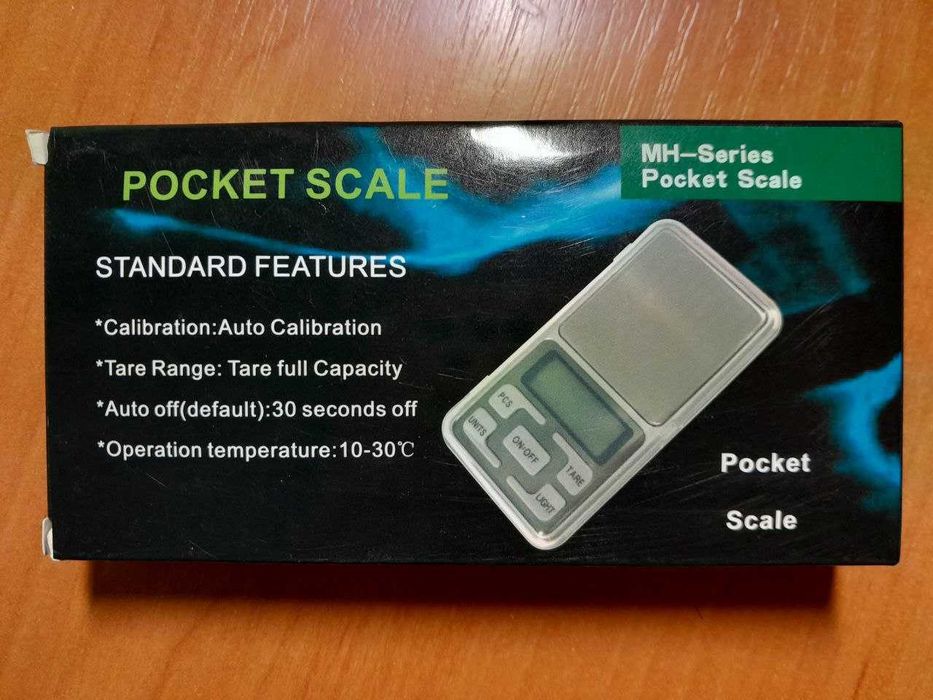 MH-Series
Pocket Scale
POCKET SCALE
STANDARD FEATURES
*Calibration:Auto Calibration
*Tare Range: Tare full Capacity
*Auto off(default):30 seconds off
*Operation temperature:10-30℃
PCS
UNITS
ON·OFF
TARE
LIGHT
Pocket
Scale